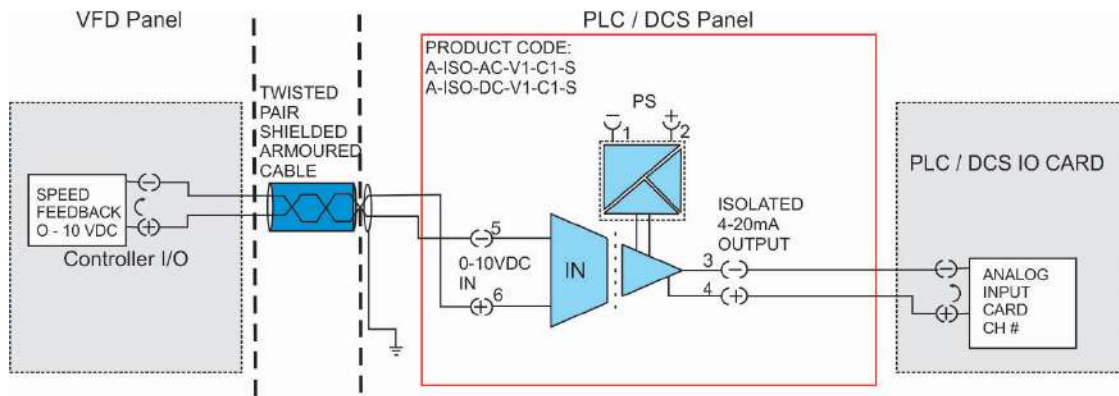 VFD Panel
PLC / DCS Panel
PRODUCT CODE:
A-ISO-AC-V1-C1-S
A-ISO-DC-V1-C1-S
TWISTED
PAIR
SHIELDED
ARMOURED
CABLE
SPEED
FEEDBACK
O - 10 VDC
Controller I/O
PS
1
2
5
0-10VDC
IN
6
IN
ISOLATED
4-20mA
OUTPUT
3
4
PLC / DCS IO CARD
ANALOG
INPUT
CARD
CH #